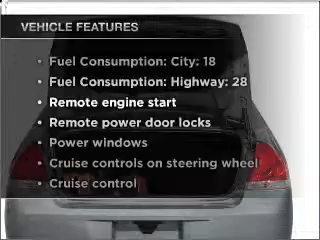 VEHICLE FEATURES
• Fuel Consumption: City: 18
• Fuel Consumption: Highway: 28
• Remote engine start
• Remote power door locks
• Power windows
• Cruise controls on steering wheel
• Cruise control